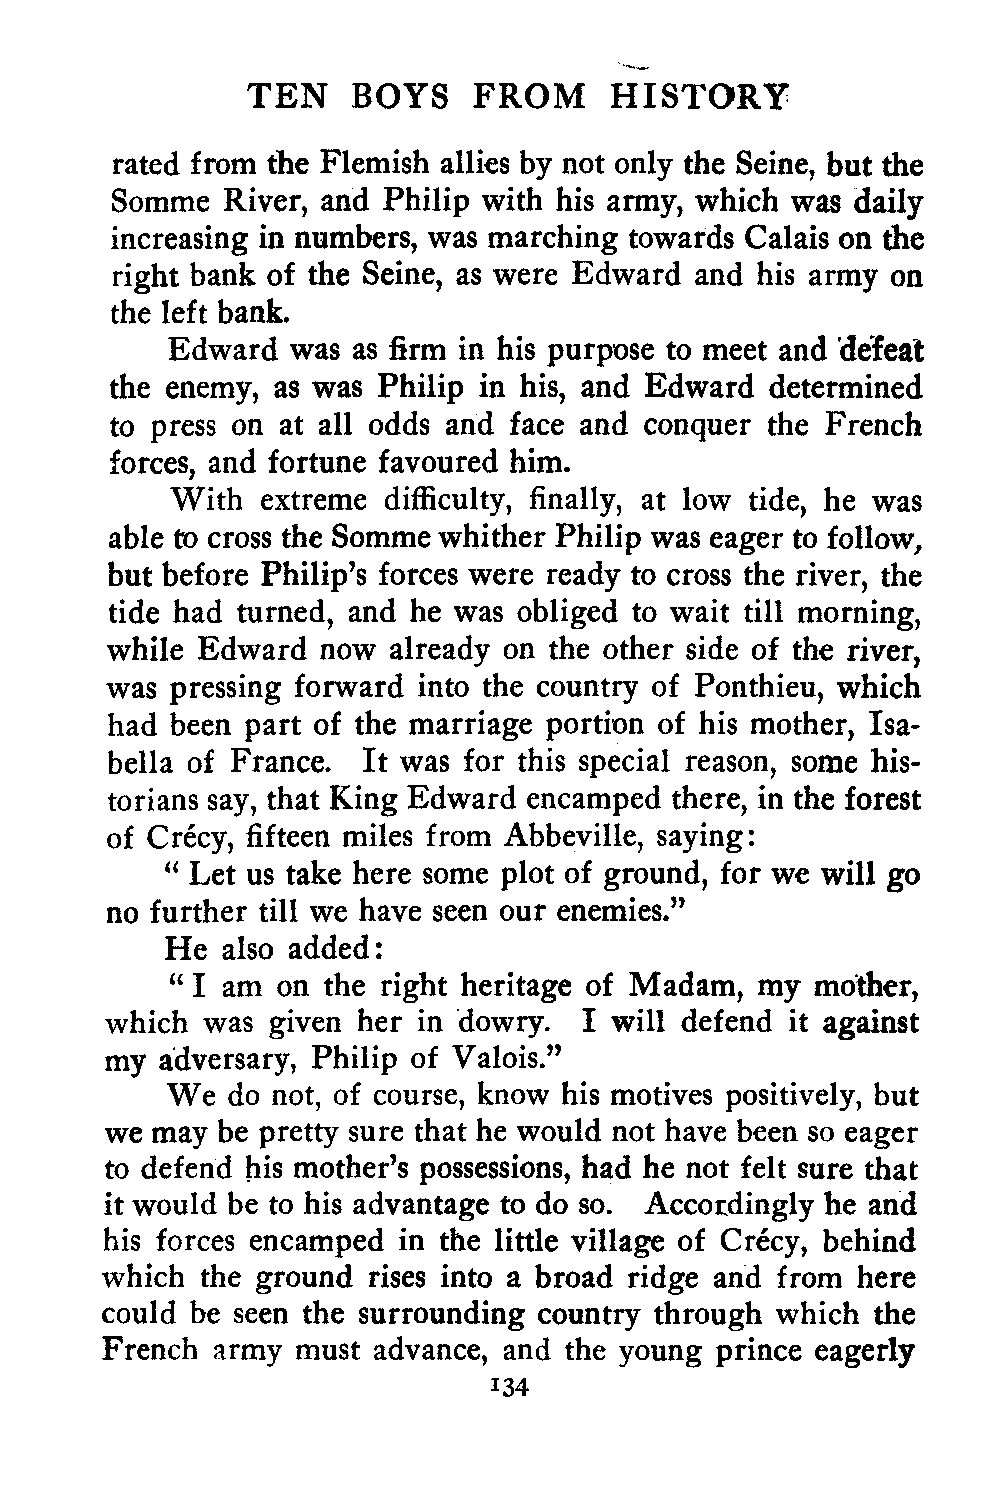 TEN BOYS FROM HISTORY
rated from the Flemish allies by not only the Seine, but the
Somme River, and Philip with his army, which was daily
increasing in numbers, was marching towards Calais on the
right bank of the Seine, as were Edward and his army on
the left bank.
Edward was as firm in his purpose to meet and defeat
the enemy, as was Philip in his, and Edward determined
to press on at all odds and face and conquer the French
forces, and fortune favoured him.
With extreme difficulty, finally, at low tide, he was
able to cross the Somme whither Philip was eager to follow,
but before Philip's forces were ready to cross the river, the
tide had turned, and he was obliged to wait till morning,
while Edward now already on the other side of the river,
was pressing forward into the country of Ponthieu, which
had been part of the marriage portion of his mother, Isa-
bella of France. It was for this special reason, some his-
torians say, that King Edward encamped there, in the forest
of Crécy, fifteen miles from Abbeville, saying:
“ Let us take here some plot of ground, for we will go
no further till we have seen our enemies.”
He also added:
“ I am on the right heritage of Madam, my mother,
which was given her in dowry. I will defend it against
my adversary, Philip of Valois.”
We do not, of course, know his motives positively, but
we may be pretty sure that he would not have been so eager
to defend his mother's possessions, had he not felt sure that
it would be to his advantage to do so. Accordingly he and
his forces encamped in the little village of Crécy, behind
which the ground rises into a broad ridge and from here
could be seen the surrounding country through which the
French army must advance, and the young prince eagerly
134